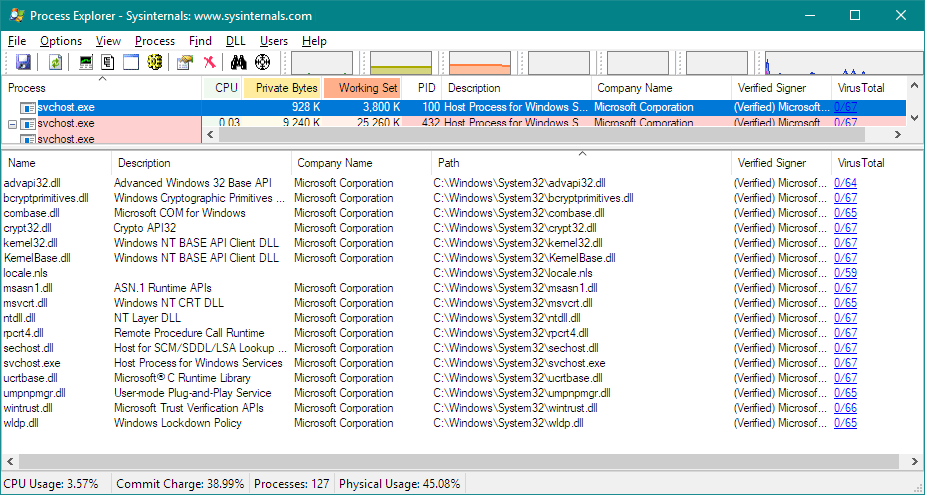 Process Explorer - Sysinternals: www.sysinternals.com
File Options View Process Find DLL Users Help
Process CPU Private Bytes Working Set PID Description Company Name Verified Signer VirusTotal
svchost.exe 928 K 3,800 K 100 Host Process for Windows S... Microsoft Corporation (Verified) Microsof... 0/67
svchost.exe 0.03 9,240 K 25,260 K 432 Host Process for Windows S... Microsoft Corporation (Verified) Microsof... 0/67
svchost.exe
Name Description Company Name Path Verified Signer VirusTotal
advapi32.dll Advanced Windows 32 Base API Microsoft Corporation C:\Windows\System32\advapi32.dll (Verified) Microsof... 0/64
bcryptprimitives.dll Windows Cryptographic Primitives ... Microsoft Corporation C:\Windows\System32\bcryptprimitives.dll (Verified) Microsof... 0/67
combase.dll Microsoft COM for Windows Microsoft Corporation C:\Windows\System32\combase.dll (Verified) Microsof... 0/65
crypt32.dll Crypto API32 Microsoft Corporation C:\Windows\System32\crypt32.dll (Verified) Microsof... 0/67
kernel32.dll Windows NT BASE API Client DLL Microsoft Corporation C:\Windows\System32\kernel32.dll (Verified) Microsof... 0/67
KernelBase.dll Windows NT BASE API Client DLL Microsoft Corporation C:\Windows\System32\KernelBase.dll (Verified) Microsof... 0/67
locale.nls C:\Windows\System32\locale.nls 0/59
msasn1.dll ASN.1 Runtime APIs Microsoft Corporation C:\Windows\System32\msasn1.dll (Verified) Microsof... 0/67
msvcrt.dll Windows NT CRT DLL Microsoft Corporation C:\Windows\System32\msvcrt.dll (Verified) Microsof... 0/65
ntdll.dll NT Layer DLL Microsoft Corporation C:\Windows\System32\ntdll.dll (Verified) Microsof... 0/67
rpcrt4.dll Remote Procedure Call Runtime Microsoft Corporation C:\Windows\System32\rpcrt4.dll (Verified) Microsof... 0/67
sechost.dll Host for SCM/SDDL/LSA Lookup ... Microsoft Corporation C:\Windows\System32\sechost.dll (Verified) Microsof... 0/67
svchost.exe Host Process for Windows Services Microsoft Corporation C:\Windows\System32\svchost.exe (Verified) Microsof... 0/67
ucrtbase.dll Microsoft® C Runtime Library Microsoft Corporation C:\Windows\System32\ucrtbase.dll (Verified) Microsof... 0/67
umpnpmgr.dll User-mode Plug-and-Play Service Microsoft Corporation C:\Windows\System32\umpnpmgr.dll (Verified) Microsof... 0/65
wintrust.dll Microsoft Trust Verification APIs Microsoft Corporation C:\Windows\System32\wintrust.dll (Verified) Microsof... 0/66
wldp.dll Windows Lockdown Policy Microsoft Corporation C:\Windows\System32\wldp.dll (Verified) Microsof... 0/65
CPU Usage: 3.57% Commit Charge: 38.99% Processes: 127 Physical Usage: 45.08%